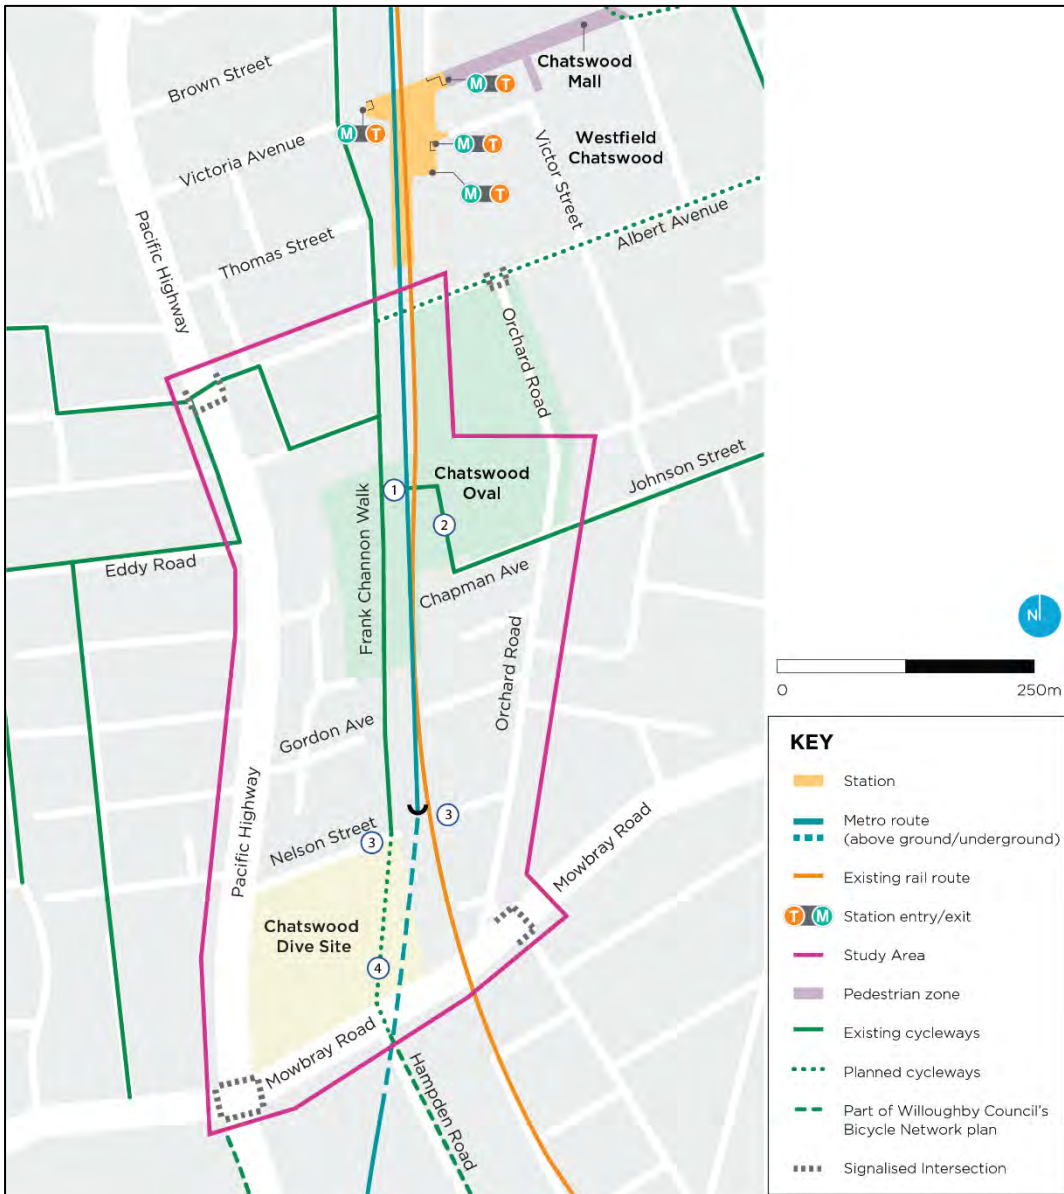 Brown Street
Chatswood
Mall
M T
M T
Victoria Avenue
M T
Westfield
Chatswood
Victor Street
M T
Pacific Highway
Thomas Street
Albert Avenue
Orchard Road
Johnson Street
Chatswood
Oval
1
2
Frank Channon Walk
Eddy Road
Chapman Ave
N
Orchard Road
0 250m
Gordon Ave
KEY
Station
Metro route
(above ground/underground)
Existing rail route
T M Station entry/exit
Study Area
Pedestrian zone
Existing cycleways
Planned cycleways
Part of Willoughby Council's
Bicycle Network plan
Signalised Intersection
Pacific Highway
Nelson Street
3
3
Mowbray Road
Chatswood
Dive Site
4
Mowbray Road
Hampden Road